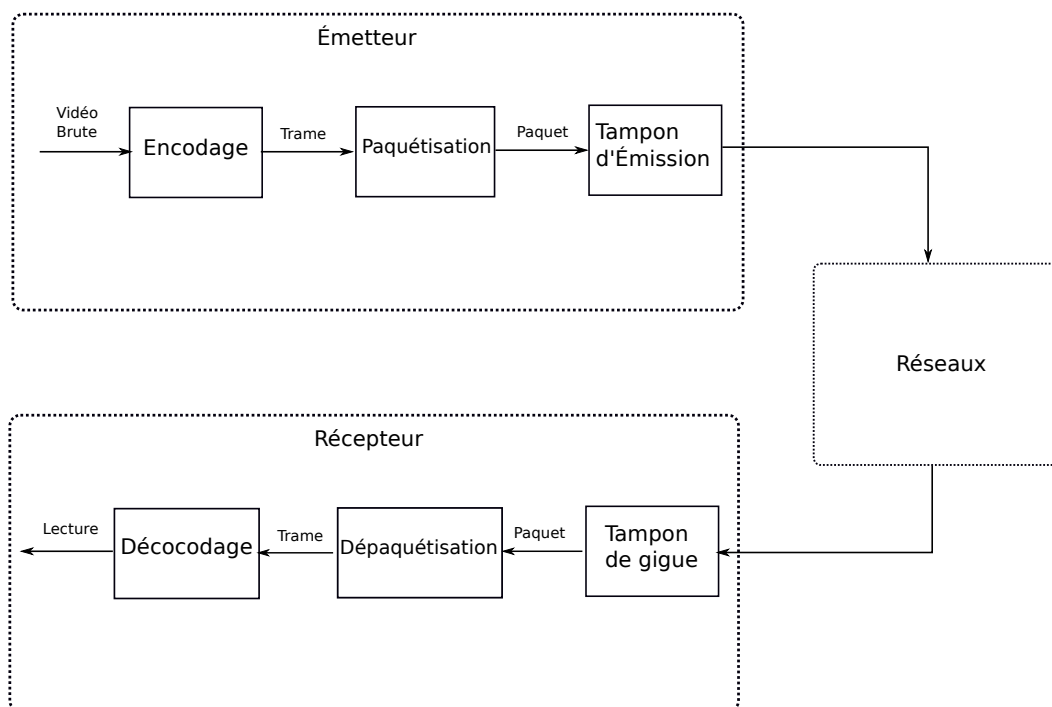 Émetteur
Vidéo
Brute
Encodage
Trame
Paquétisation
Paquet
Tampon
d'Émission
Réseaux
Récepteur
Lecture
Décocodage
Trame
Dépaquétisation
Paquet
Tampon
de gigue